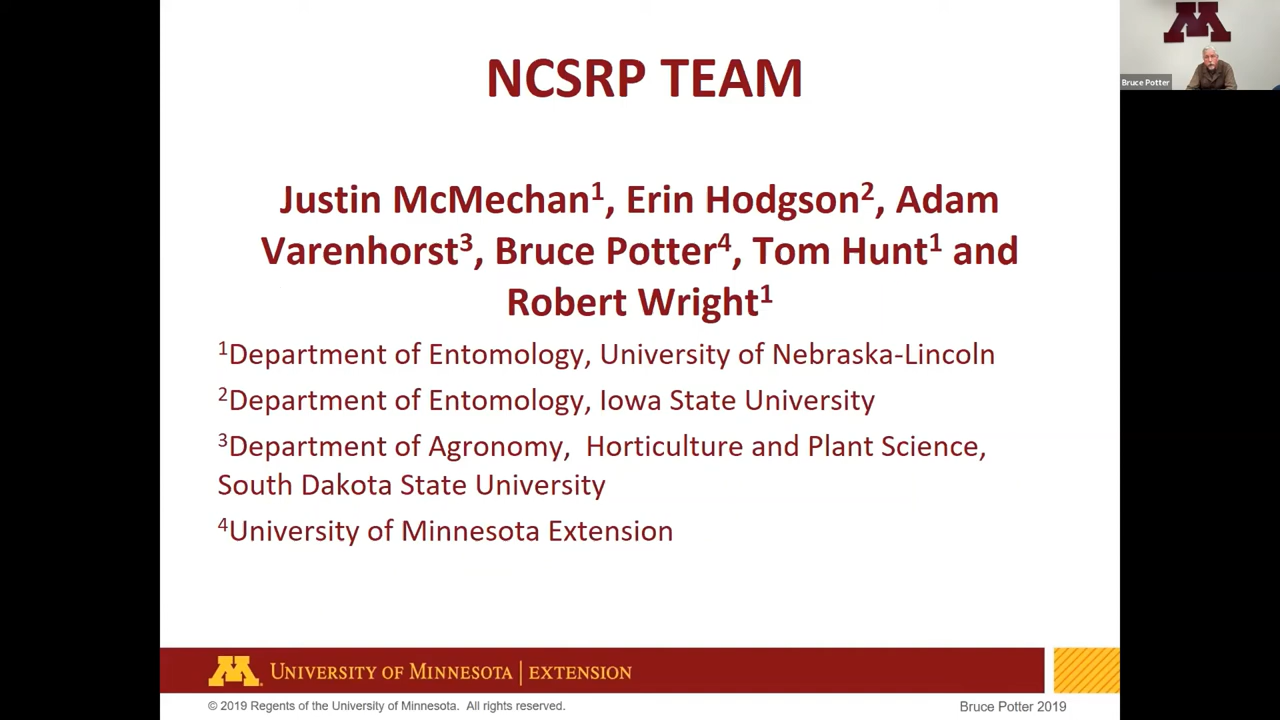 NCSRP TEAM
Justin McMechan1, Erin Hodgson2, Adam
Varenhorst3, Bruce Potter4, Tom Hunt1 and
Robert Wright1
1Department of Entomology, University of Nebraska-Lincoln
2Department of Entomology, Iowa State University
3Department of Agronomy,  Horticulture and Plant Science,
South Dakota State University
4University of Minnesota Extension
M
Bruce Potter
M UNIVERSITY OF MINNESOTA | EXTENSION
© 2019 Regents of the University of Minnesota.  All rights reserved.
Bruce Potter 2019